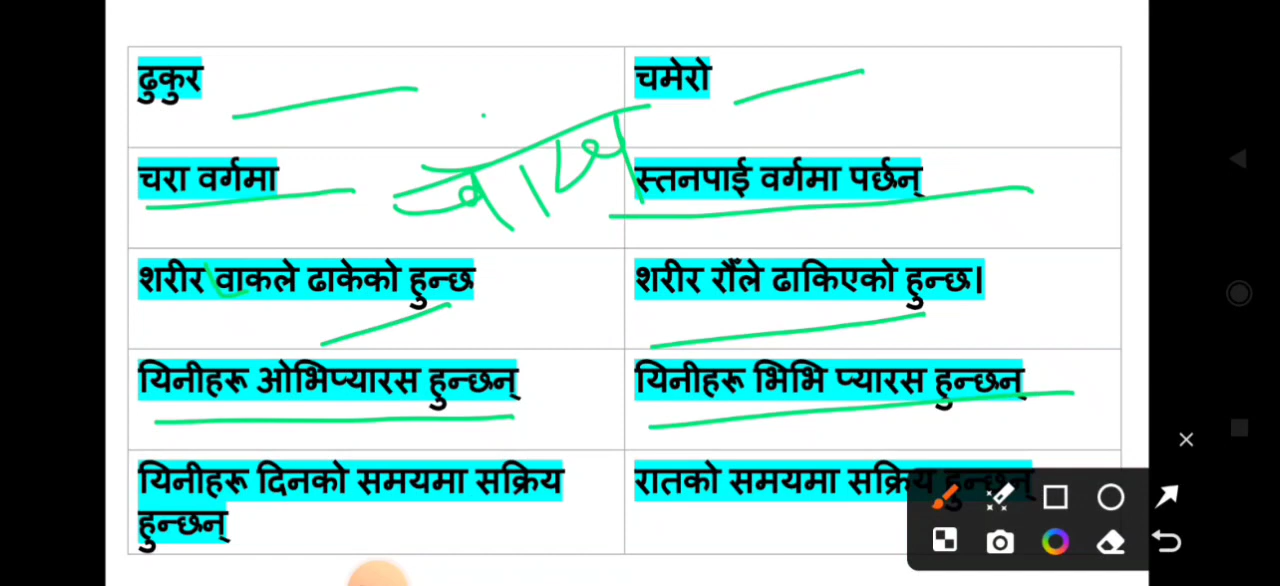 ढुकुर
चमेरो
चरा वर्गमा
स्तनपाई वर्गमा पर्छन्
शरीर वाकले ढाकेको हुन्छ
शरीर रौँले ढाकिएको हुन्छ।
यिनीहरू ओभिप्यारस हुन्छन्
यिनीहरू भिभि प्यारस हुन्छन्
यिनीहरू दिनको समयमा सक्रिय
हुन्छन्
रातको समयमा सक्रिय हुन्छन्